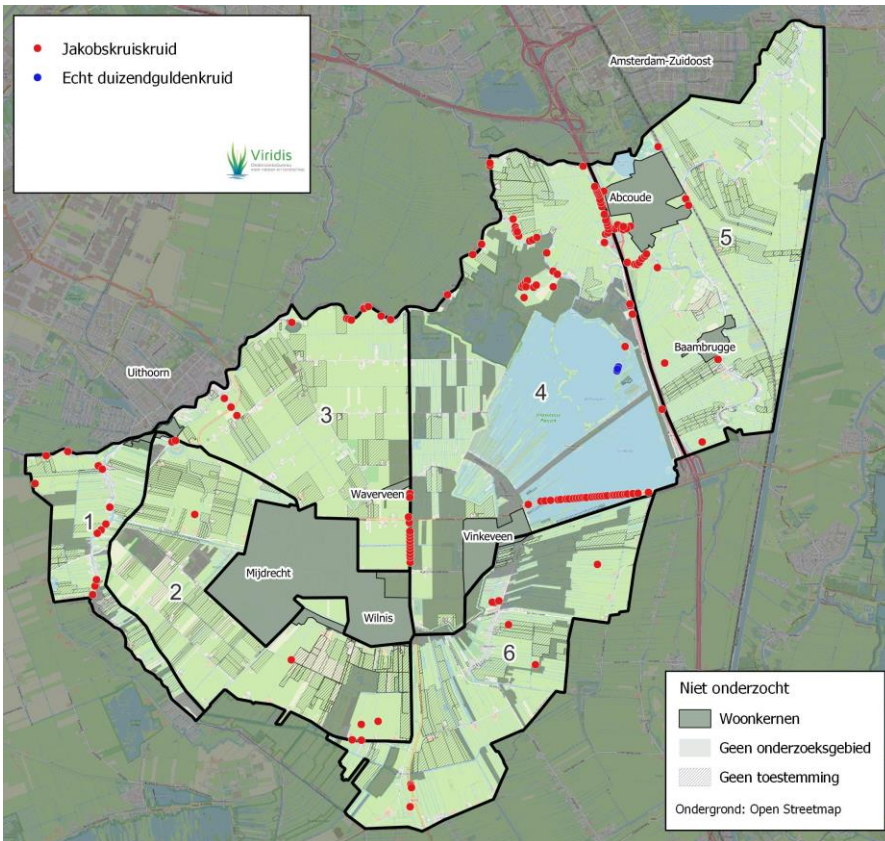 Jakobskruiskruid
Echt duizendguldenkruid
Viridis
Amsterdam-Zuidoost
Abcoude
5
Baambrugge
Uithoorn
3
4
Waverveen
1
Vinkeveen
2
Mijdrecht
Wilnis
6
Niet onderzocht
Woonkernen
Geen onderzoeksgebied
Geen toestemming
Ondergrond: Open Streetmap